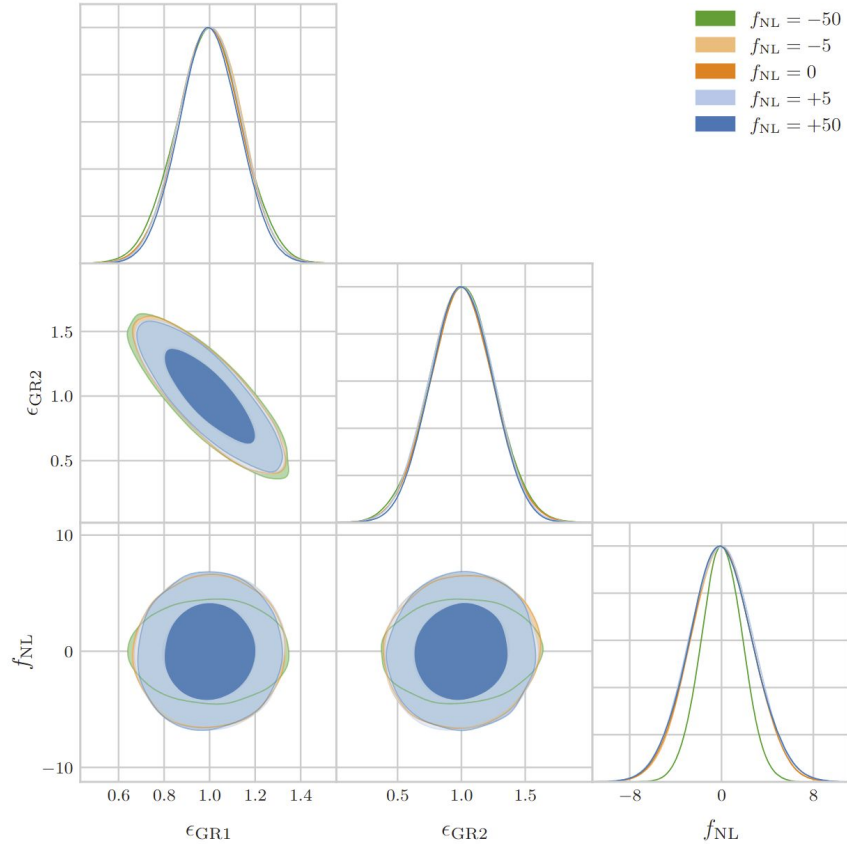 f_NL = −50
f_NL = −5
f_NL = 0
f_NL = +5
f_NL = +50
1.5
1.0
0.5
ϵ_GR2
10
0
−10
f_NL
0.6 0.8 1.0 1.2 1.4
0.5 1.0 1.5
−8 0 8
ϵ_GR1
ϵ_GR2
f_NL